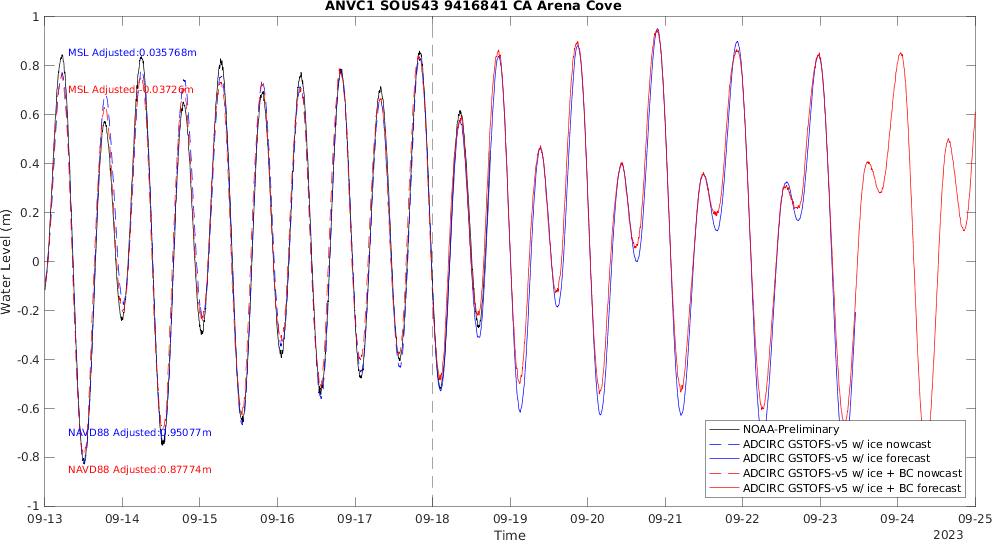 ANVC1 SOUS43 9416841 CA Arena Cove
1
0.8
0.6
0.4
0.2
0
-0.2
-0.4
-0.6
-0.8
-1
Water Level (m)
MSL Adjusted:0.035768m
MSL Adjusted:-0.03726m
NAVD88 Adjusted:0.95077m
NAVD88 Adjusted:0.87774m
NOAA-Preliminary
ADCIRC GSTOFS-v5 w/ ice nowcast
ADCIRC GSTOFS-v5 w/ ice forecast
ADCIRC GSTOFS-v5 w/ ice + BC nowcast
ADCIRC GSTOFS-v5 w/ ice + BC forecast
09-13 09-14 09-15 09-16 09-17 09-18 09-19 09-20 09-21 09-22 09-23 09-24 09-25
Time
2023